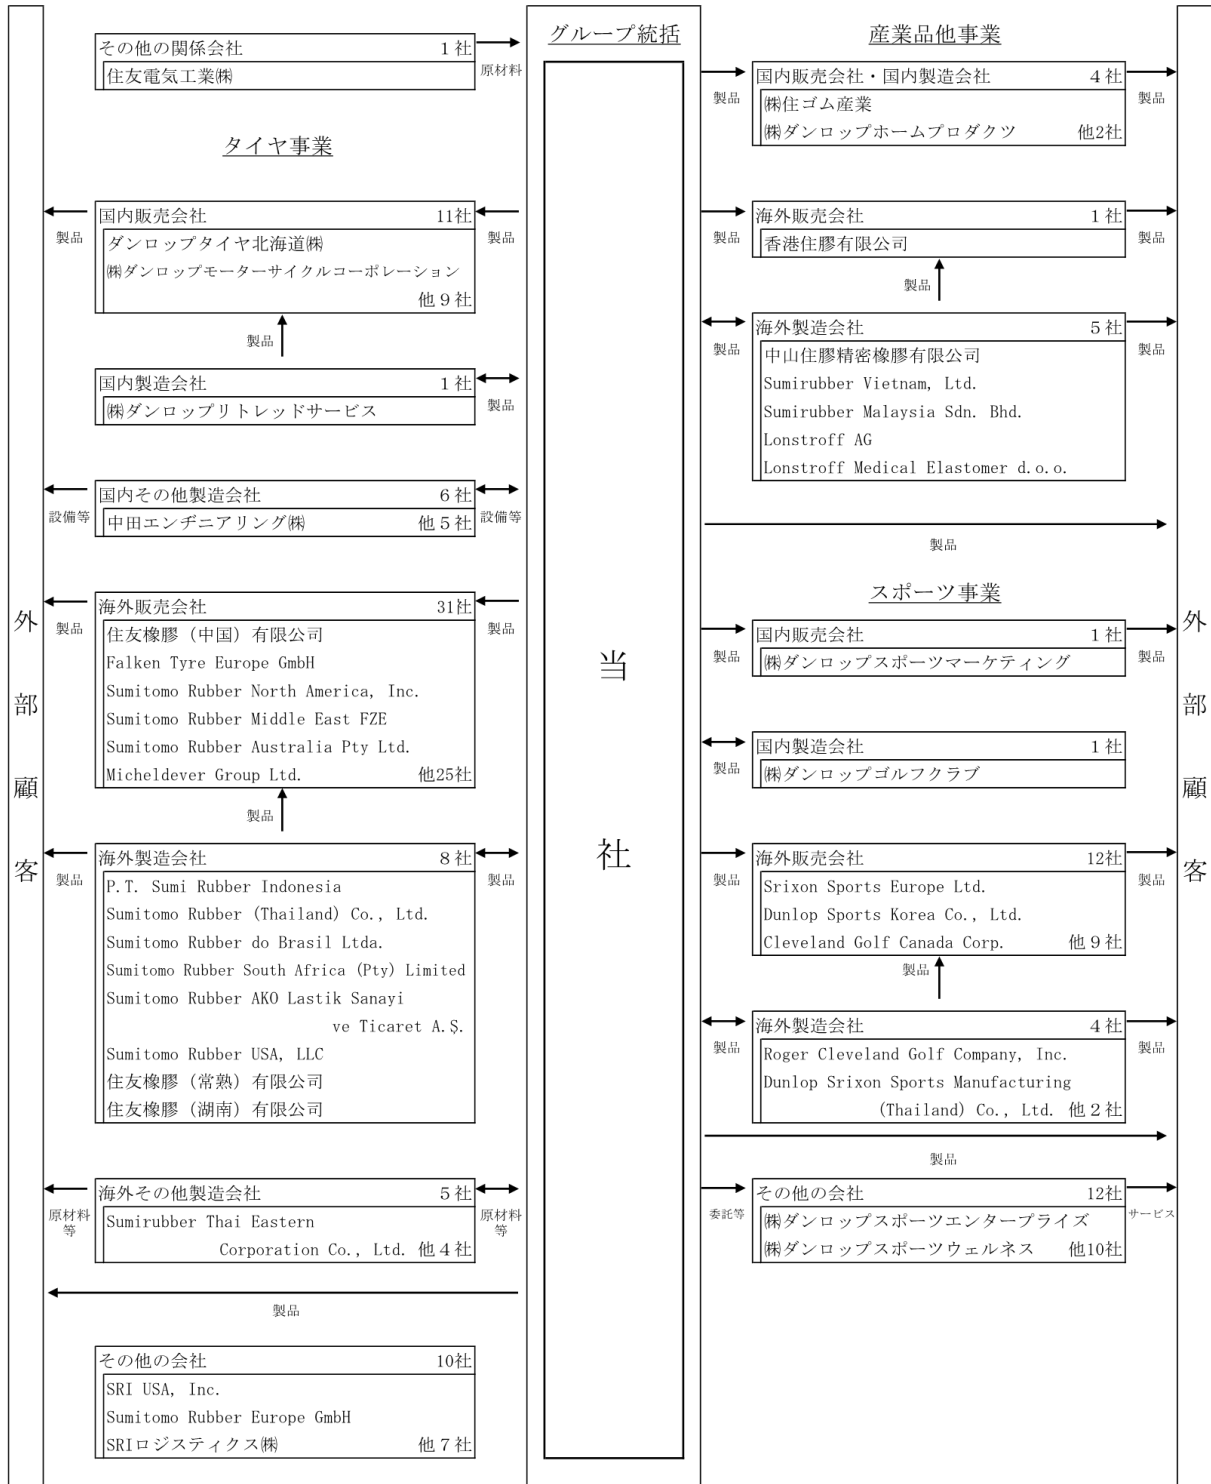 その他の関係会社 1社
住友電気工業㈱
原材料
タイヤ事業
国内販売会社 11社
ダンロップタイヤ北海道㈱
㈱ダンロップモーターサイクルコーポレーション
他9社
製品
製品
製品
国内製造会社 1社
㈱ダンロップリトレッドサービス
製品
国内その他製造会社 6社
中田エンヂニアリング㈱ 他5社
設備等
設備等
海外販売会社 31社
住友橡膠(中国)有限公司
Falken Tyre Europe GmbH
Sumitomo Rubber North America, Inc.
Sumitomo Rubber Middle East FZE
Sumitomo Rubber Australia Pty Ltd.
Micheldever Group Ltd. 他25社
製品
製品
製品
海外製造会社 8社
P.T. Sumi Rubber Indonesia
Sumitomo Rubber (Thailand) Co., Ltd.
Sumitomo Rubber do Brasil Ltda.
Sumitomo Rubber South Africa (Pty) Limited
Sumitomo Rubber AKO Lastik Sanayi
ve Ticaret A.Ş.
Sumitomo Rubber USA, LLC
住友橡膠(常熟)有限公司
住友橡膠(湖南)有限公司
製品
製品
海外その他製造会社 5社
Sumirubber Thai Eastern
Corporation Co., Ltd. 他4社
原材料
等
原材料
等
製品
その他の会社 10社
SRI USA, Inc.
Sumitomo Rubber Europe GmbH
SRIロジスティクス㈱ 他7社
外部顧客
グループ統括
当社
産業品他事業
国内販売会社・国内製造会社 4社
㈱住ゴム産業
㈱ダンロップホームプロダクツ 他2社
製品
製品
海外販売会社 1社
香港住膠有限公司
製品
製品
製品
海外製造会社 5社
中山住膠精密橡膠有限公司
Sumirubber Vietnam, Ltd.
Sumirubber Malaysia Sdn. Bhd.
Lonstroff AG
Lonstroff Medical Elastomer d.o.o.
製品
製品
製品
スポーツ事業
国内販売会社 1社
㈱ダンロップスポーツマーケティング
製品
製品
国内製造会社 1社
㈱ダンロップゴルフクラブ
製品
海外販売会社 12社
Srixon Sports Europe Ltd.
Dunlop Sports Korea Co., Ltd.
Cleveland Golf Canada Corp. 他9社
製品
製品
製品
海外製造会社 4社
Roger Cleveland Golf Company, Inc.
Dunlop Srixon Sports Manufacturing
(Thailand) Co., Ltd. 他2社
製品
製品
製品
その他の会社 12社
㈱ダンロップスポーツエンタープライズ
㈱ダンロップスポーツウェルネス 他10社
委託等
サービス
外部顧客